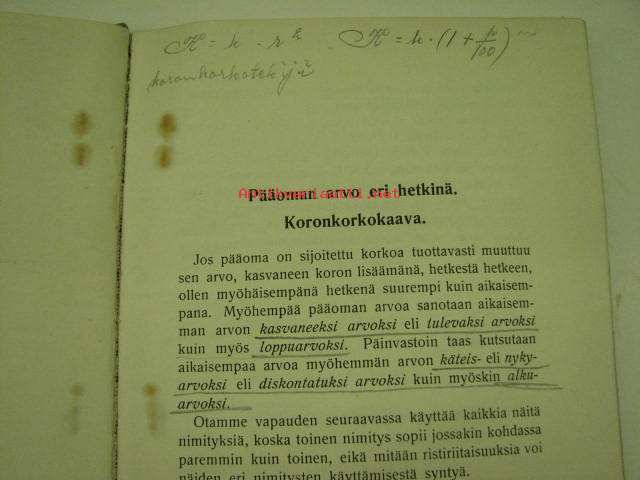 K = k · r
K = k · (1 + p/100)
koronkorkotekijä
Pääoman arvo eri hetkinä.
Koronkorkokaava.
Jos pääoma on sijoitettu korkoa tuottavasti muuttuu
sen arvo, kasvaneen koron lisäämänä, hetkestä hetkeen,
ollen myöhäisempänä hetkenä suurempi kuin aikaisem-
pana. Myöhempää pääoman arvoa sanotaan aikaisem-
man arvon kasvaneeksi arvoksi eli tulevaksi arvoksi
kuin myös loppuarvoksi. Päinvastoin taas kutsutaan
aikaisempaa arvoa myöhemmän arvon käteis- eli nyky-
arvoksi eli diskontatuksi arvoksi kuin myöskin alku-
arvoksi.
Otamme vapauden seuraavassa käyttää kaikkia näitä
nimityksiä, koska toinen nimitys sopii jossakin kohdassa
paremmin kuin toinen, eikä mitään ristiriitaisuuksia voi
näiden eri nimitysten käyttämisestä syntyä.